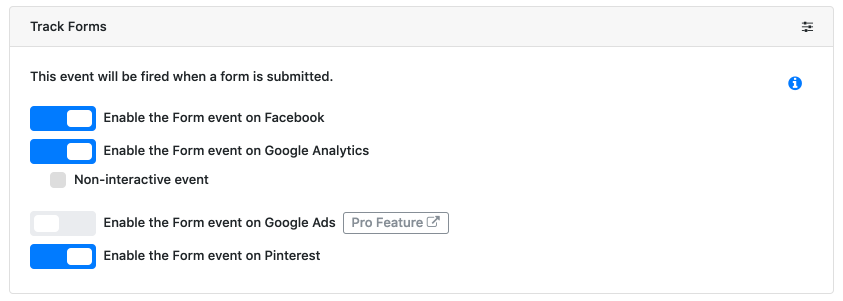 Track Forms
This event will be fired when a form is submitted.
Enable the Form event on Facebook
Enable the Form event on Google Analytics
Non-interactive event
Enable the Form event on Google Ads Pro Feature
Enable the Form event on Pinterest